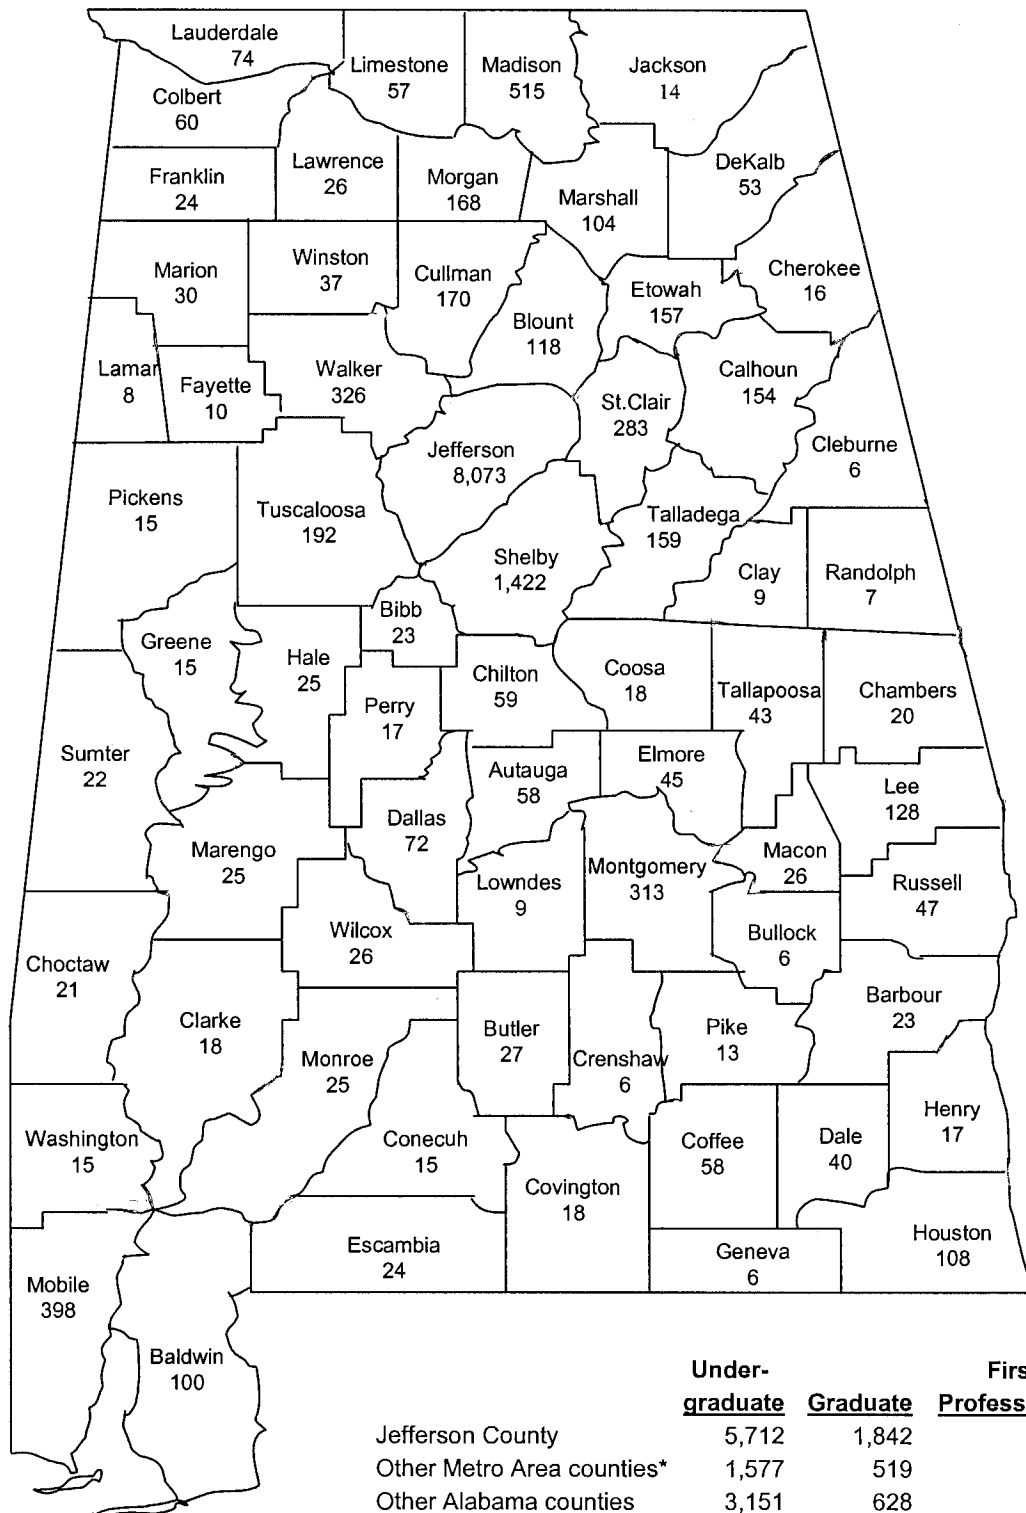 Lauderdale
74
Limestone
57
Madison
515
Jackson
14
Colbert
60
Franklin
24
Lawrence
26
Morgan
168
Marshall
104
DeKalb
53
Marion
30
Winston
37
Cullman
170
Blount
118
Etowah
157
Cherokee
16
Lamar
8
Fayette
10
Walker
326
Jefferson
8,073
St.Clair
283
Calhoun
154
Cleburne
6
Pickens
15
Tuscaloosa
192
Shelby
1,422
Talladega
159
Clay
9
Randolph
7
Greene
15
Hale
25
Bibb
23
Chilton
59
Coosa
18
Tallapoosa
43
Chambers
20
Sumter
22
Perry
17
Autauga
58
Elmore
45
Lee
128
Marengo
25
Dallas
72
Lowndes
9
Montgomery
313
Macon
26
Russell
47
Choctaw
21
Wilcox
26
Bullock
6
Barbour
23
Clarke
18
Monroe
25
Butler
27
Crenshaw
6
Pike
13
Henry
17
Washington
15
Conecuh
15
Covington
18
Coffee
58
Dale
40
Houston
108
Mobile
398
Escambia
24
Geneva
6
Baldwin
100
Under- Firs
graduate Graduate Profess
Jefferson County 5,712 1,842
Other Metro Area counties* 1,577 519
Other Alabama counties 3,151 628